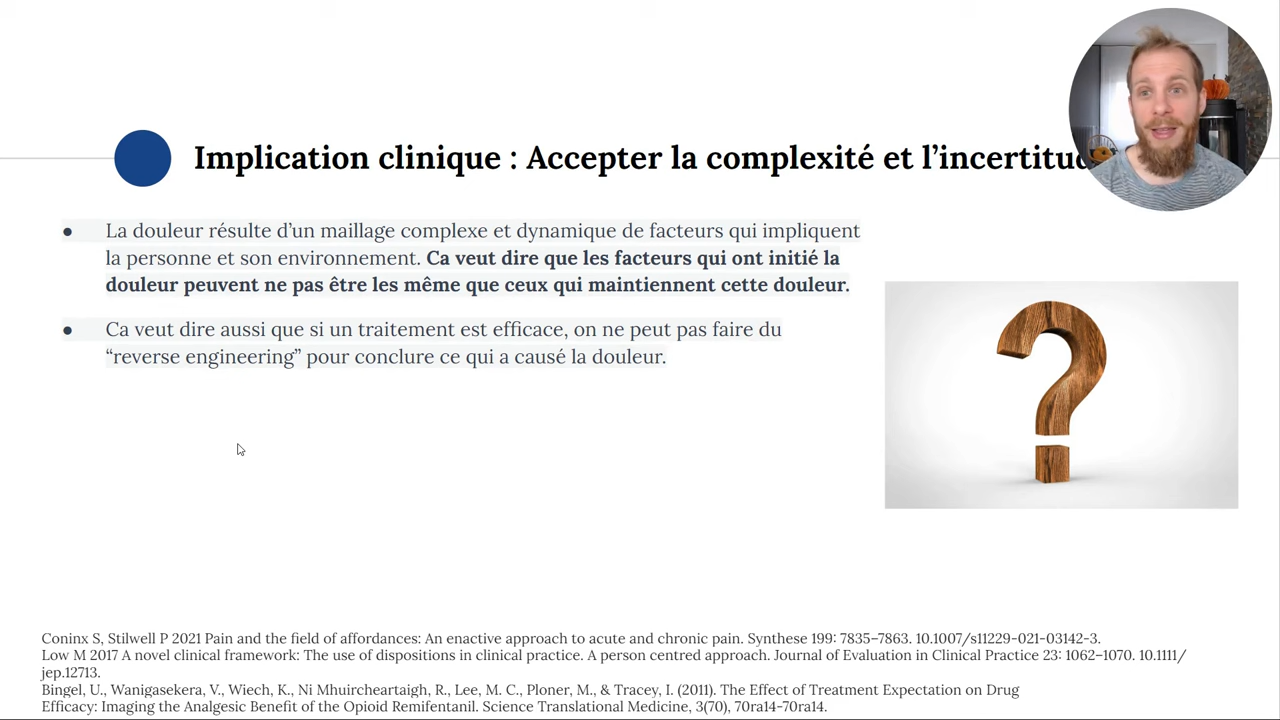 Implication clinique : Accepter la complexité et l’incertitu
● La douleur résulte d’un maillage complexe et dynamique de facteurs qui impliquent
la personne et son environnement. Ca veut dire que les facteurs qui ont initié la
douleur peuvent ne pas être les même que ceux qui maintiennent cette douleur.
● Ca veut dire aussi que si un traitement est efficace, on ne peut pas faire du
“reverse engineering” pour conclure ce qui a causé la douleur.
?
Coninx S, Stilwell P 2021 Pain and the field of affordances: An enactive approach to acute and chronic pain. Synthese 199: 7835–7863. 10.1007/s11229-021-03142-3.
Low M 2017 A novel clinical framework: The use of dispositions in clinical practice. A person centred approach. Journal of Evaluation in Clinical Practice 23: 1062–1070. 10.1111/
jep.12713.
Bingel, U., Wanigasekera, V., Wiech, K., Ni Mhuircheartaigh, R., Lee, M. C., Ploner, M., & Tracey, I. (2011). The Effect of Treatment Expectation on Drug
Efficacy: Imaging the Analgesic Benefit of the Opioid Remifentanil. Science Translational Medicine, 3(70), 70ra14-70ra14.